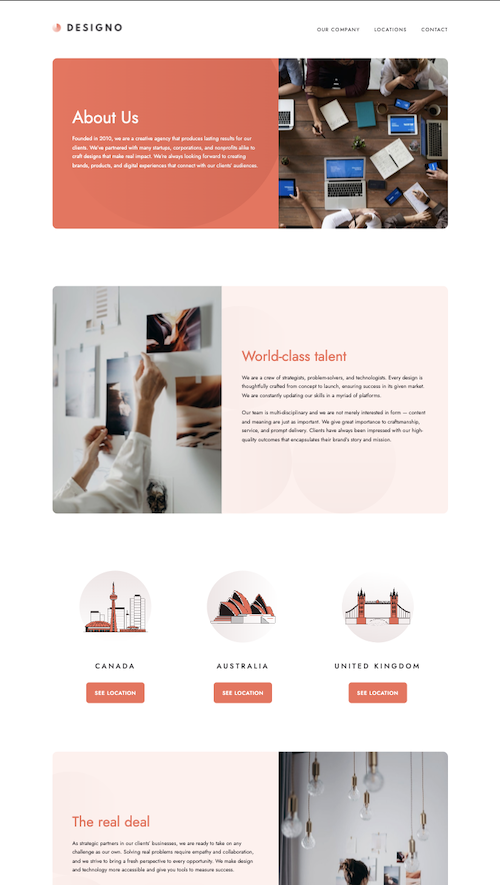 DESIGNO
OUR COMPANY LOCATIONS CONTACT
About Us
Founded in 2010, we are a creative agency that produces lasting results for our
clients. We've partnered with many startups, corporations, and nonprofits alike to
craft designs that make real impact. We're always looking forward to creating
brands, products, and digital experiences that connect with our clients' audiences.
World-class talent
We are a crew of strategists, problem-solvers, and technologists. Every design is
thoughtfully crafted from concept to launch, ensuring success in its given market.
We are constantly updating our skills in a myriad of platforms.
Our team is multi-disciplinary and we are not merely interested in form — content
and meaning are just as important. We give great importance to craftsmanship,
service, and prompt delivery. Clients have always been impressed with our high-
quality outcomes that encapsulates their brand's story and mission.
CANADA
AUSTRALIA
UNITED KINGDOM
SEE LOCATION
SEE LOCATION
SEE LOCATION
The real deal
As strategic partners in our clients' businesses, we are ready to take on any
challenge as our own. Solving real problems require empathy and collaboration,
and we strive to bring a fresh perspective to every opportunity. We make design
and technology more accessible and give you tools to measure success.